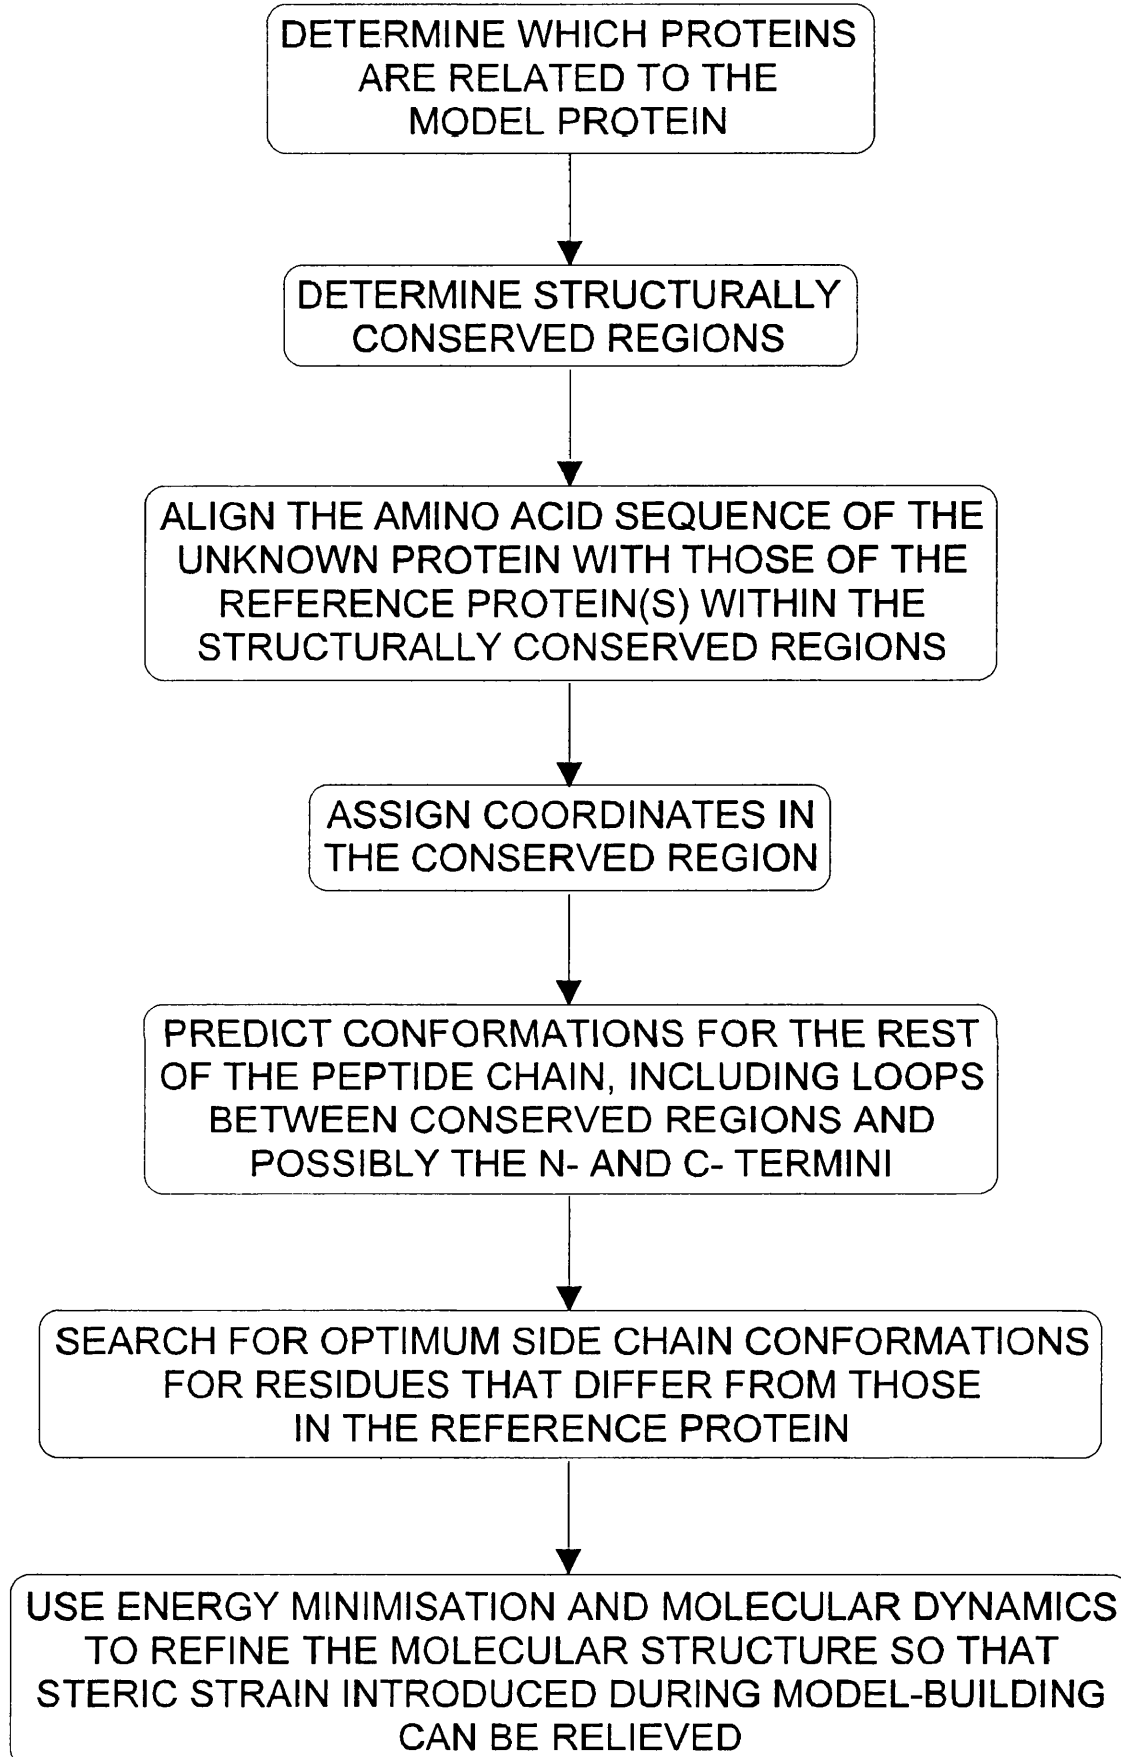 DETERMINE WHICH PROTEINS
ARE RELATED TO THE
MODEL PROTEIN
DETERMINE STRUCTURALLY
CONSERVED REGIONS
ALIGN THE AMINO ACID SEQUENCE OF THE
UNKNOWN PROTEIN WITH THOSE OF THE
REFERENCE PROTEIN(S) WITHIN THE
STRUCTURALLY CONSERVED REGIONS
ASSIGN COORDINATES IN
THE CONSERVED REGION
PREDICT CONFORMATIONS FOR THE REST
OF THE PEPTIDE CHAIN, INCLUDING LOOPS
BETWEEN CONSERVED REGIONS AND
POSSIBLY THE N- AND C- TERMINI
SEARCH FOR OPTIMUM SIDE CHAIN CONFORMATIONS
FOR RESIDUES THAT DIFFER FROM THOSE
IN THE REFERENCE PROTEIN
USE ENERGY MINIMISATION AND MOLECULAR DYNAMICS
TO REFINE THE MOLECULAR STRUCTURE SO THAT
STERIC STRAIN INTRODUCED DURING MODEL-BUILDING
CAN BE RELIEVED